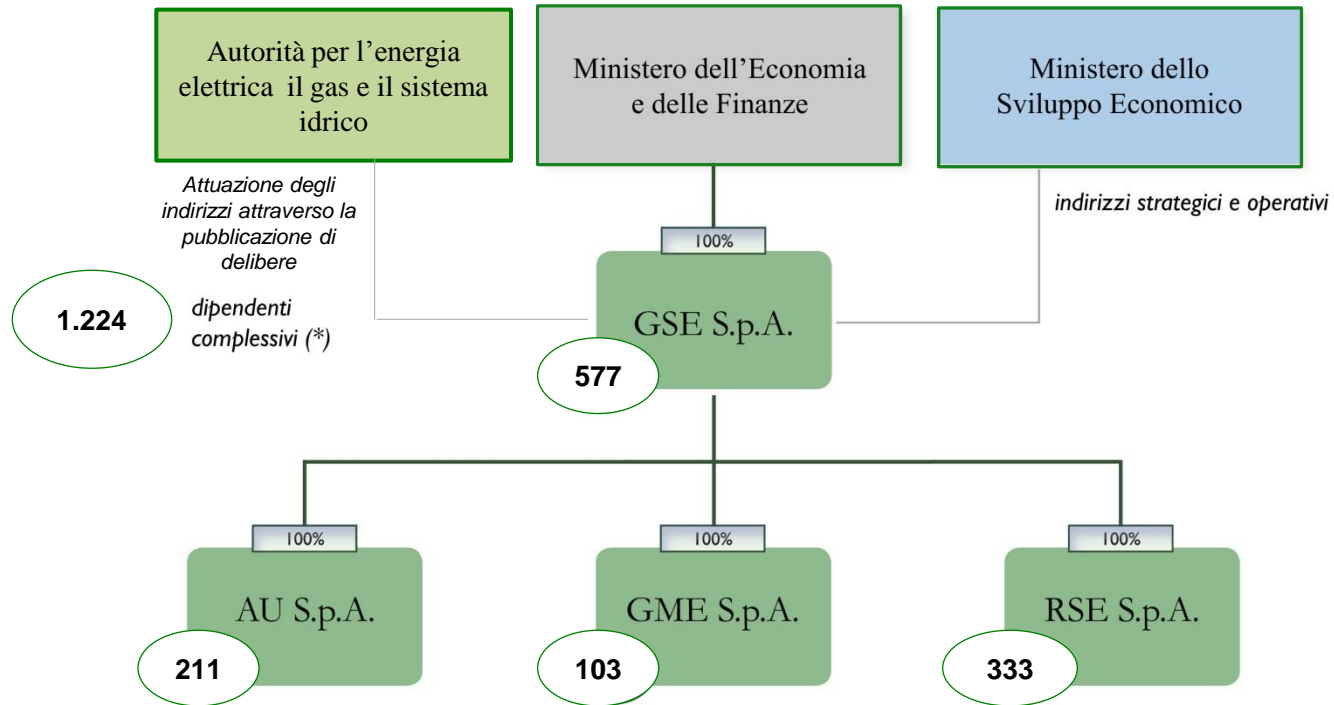 Autorità per l’energia
elettrica il gas e il sistema
idrico
Ministero dell’Economia
e delle Finanze
Ministero dello
Sviluppo Economico
Attuazione degli
indirizzi attraverso la
pubblicazione di
delibere
indirizzi strategici e operativi
100%
1.224
dipendenti
complessivi (*)
GSE S.p.A.
577
100%
100%
100%
AU S.p.A.
GME S.p.A.
RSE S.p.A.
211
103
333